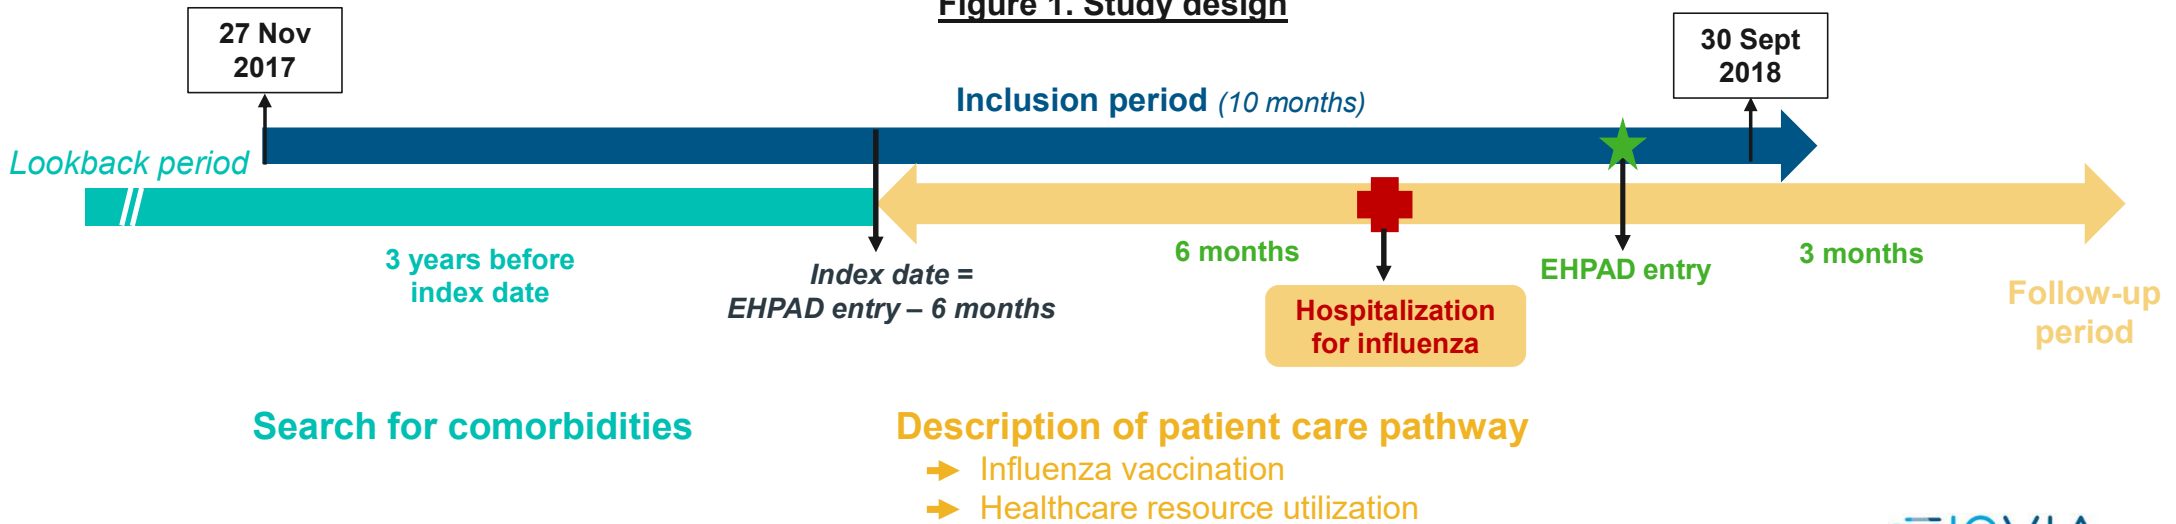 Figure 1. Study design
27 Nov
2017
30 Sept
2018
Inclusion period (10 months)
Lookback period
3 years before
index date
Index date =
EHPAD entry – 6 months
6 months
EHPAD entry
3 months
Hospitalization
for influenza
Follow-up
period
Search for comorbidities
Description of patient care pathway
Influenza vaccination
Healthcare resource utilization